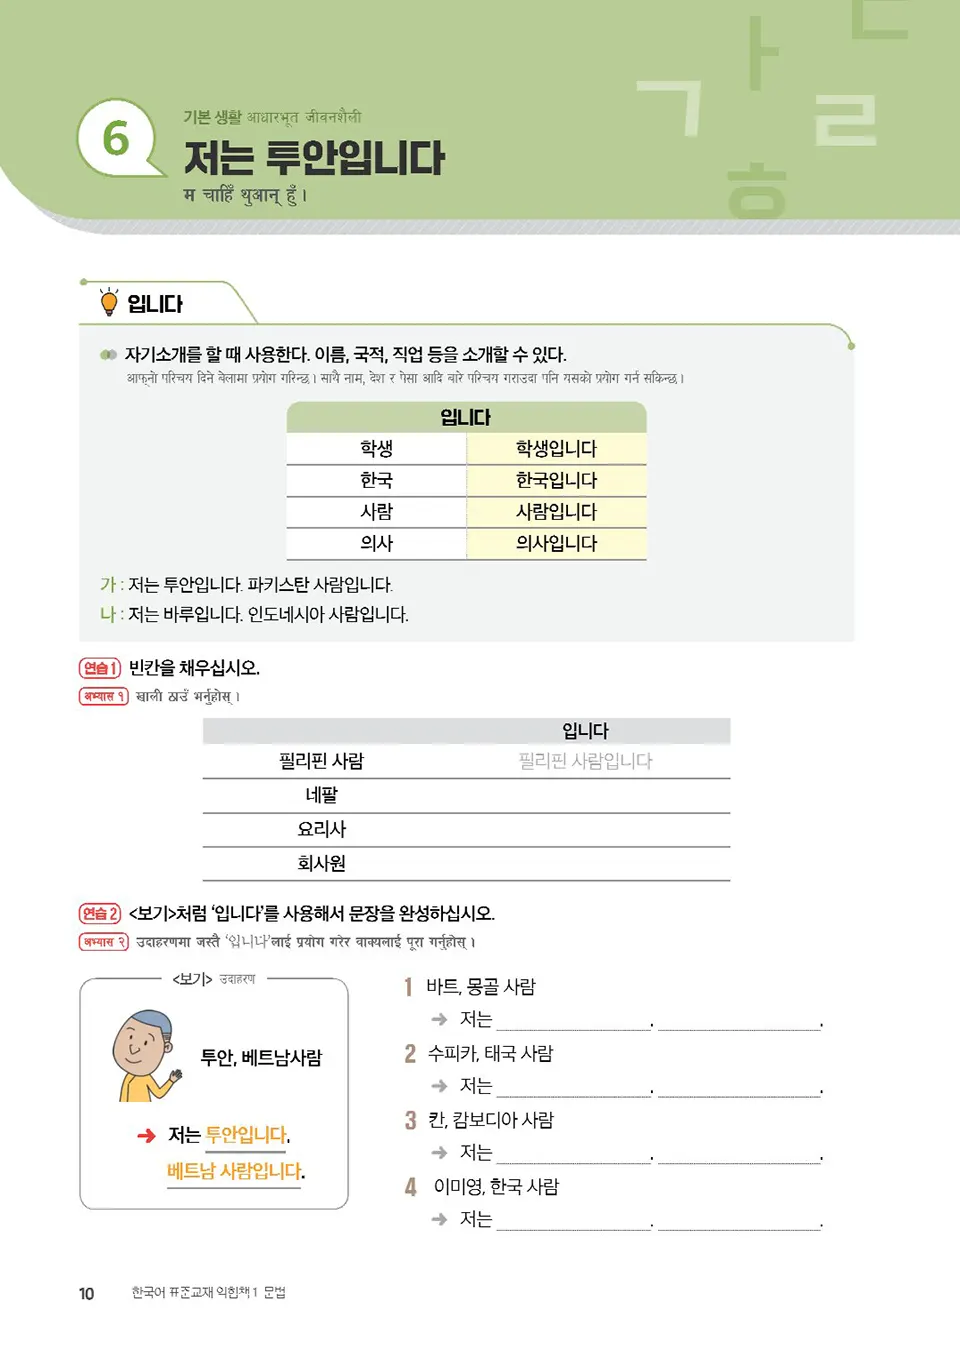 6
기본 생활 आधारभूत जीवनशैली
저는 투안입니다
म चाहिँ थुआन् हुँ ।
ㄱ ㅏ ㄴ ㄹ ㅎ
입니다
자기소개를 할 때 사용한다. 이름, 국적, 직업 등을 소개할 수 있다.
आफ्नो परिचय दिने बेलामा प्रयोग गरिन्छ । साथै नाम, देश र पेसा आदि बारे परिचय गराउदा पनि यसको प्रयोग गर्न सकिन्छ ।
입니다
학생 학생입니다
한국 한국입니다
사람 사람입니다
의사 의사입니다
가 : 저는 투안입니다. 파키스탄 사람입니다.
나 : 저는 바루입니다. 인도네시아 사람입니다.
연습 1 빈칸을 채우십시오.
अभ्यास १ खाली ठाउँ भर्नुहोस् ।
입니다
필리핀 사람 필리핀 사람입니다
네팔
요리사
회사원
연습 2 <보기>처럼 ‘입니다’를 사용해서 문장을 완성하십시오.
अभ्यास २ उदाहरणमा जस्तै ‘입니다’लाई प्रयोग गरेर वाक्यलाई पूरा गर्नुहोस् ।
<보기> उदाहरण
투안, 베트남사람
➔ 저는 투안입니다.
베트남 사람입니다.
1 바트, 몽골 사람
➔ 저는 ____________. ____________.
2 수피카, 태국 사람
➔ 저는 ____________. ____________.
3 칸, 캄보디아 사람
➔ 저는 ____________. ____________.
4 이미영, 한국 사람
➔ 저는 ____________. ____________.
10 한국어 표준교재 익힘책 1 문법